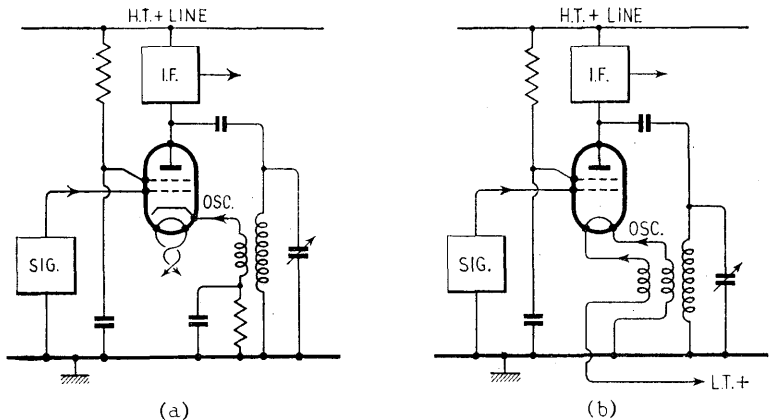 H.T.+ LINE
I.F.
OSC.
SIG.
(a)
H.T.+ LINE
I.F.
OSC.
SIG.
L.T.+
(b)